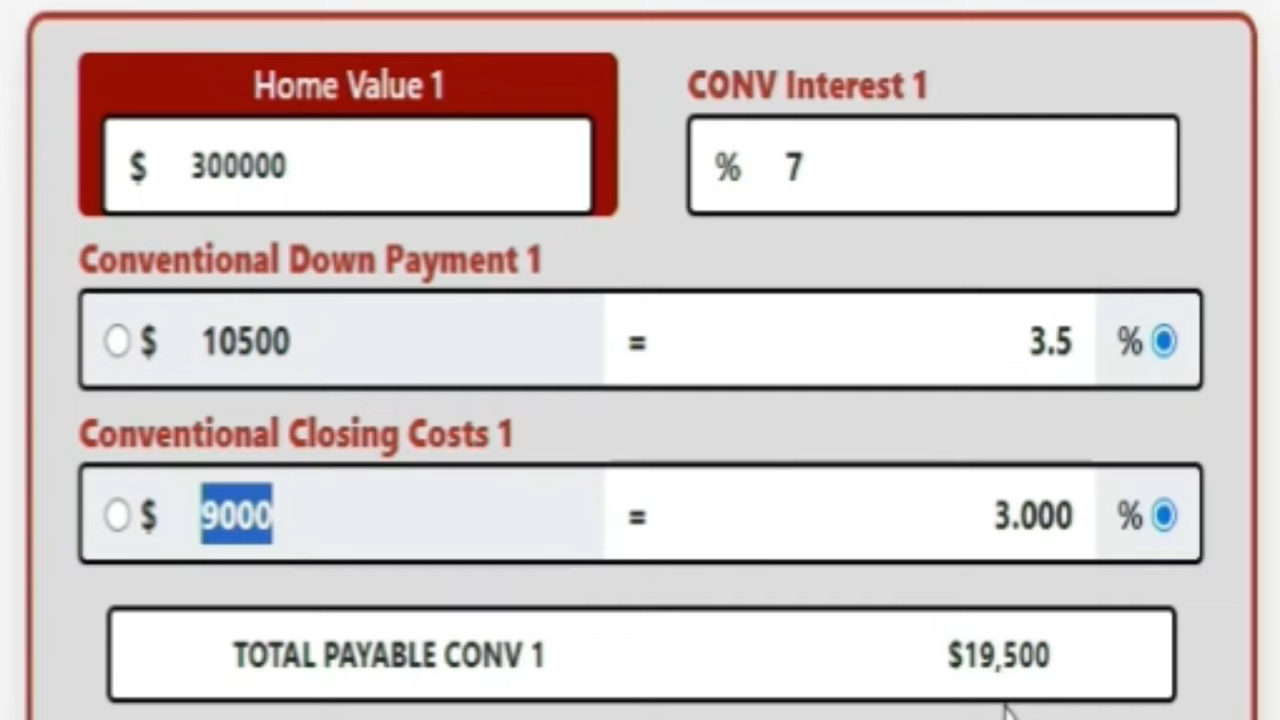 Home Value 1
CONV Interest 1
$ 300000
% 7
Conventional Down Payment 1
$ 10500 = 3.5 %
Conventional Closing Costs 1
$ 9000 = 3.000 %
TOTAL PAYABLE CONV 1 $19,500